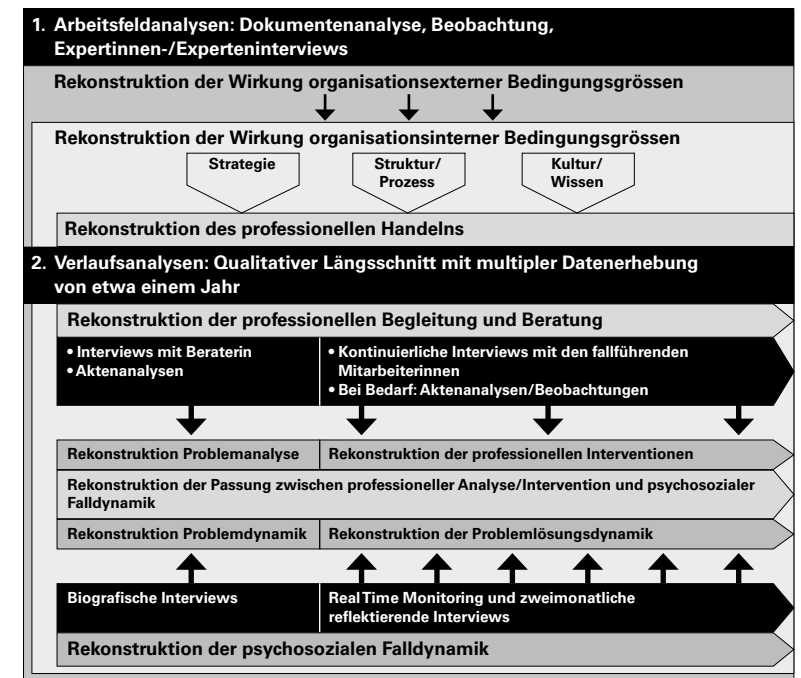 1. Arbeitsfeldanalysen: Dokumentenanalyse, Beobachtung,
Expertinnen-/Experteninterviews
Rekonstruktion der Wirkung organisationsexterner Bedingungsgrössen
Rekonstruktion der Wirkung organisationsinterner Bedingungsgrössen
Strategie
Struktur/
Prozess
Kultur/
Wissen
Rekonstruktion des professionellen Handelns
2. Verlaufsanalysen: Qualitativer Längsschnitt mit multipler Datenerhebung
von etwa einem Jahr
Rekonstruktion der professionellen Begleitung und Beratung
• Interviews mit Beraterin
• Aktenanalysen
• Kontinuierliche Interviews mit den fallführenden
Mitarbeiterinnen
• Bei Bedarf: Aktenanalysen/Beobachtungen
Rekonstruktion Problemanalyse
Rekonstruktion der professionellen Interventionen
Rekonstruktion der Passung zwischen professioneller Analyse/Intervention und psychosozialer
Falldynamik
Rekonstruktion Problemdynamik
Rekonstruktion der Problemlösungsdynamik
Biografische Interviews
Real Time Monitoring und zweimonatliche
reflektierende Interviews
Rekonstruktion der psychosozialen Falldynamik